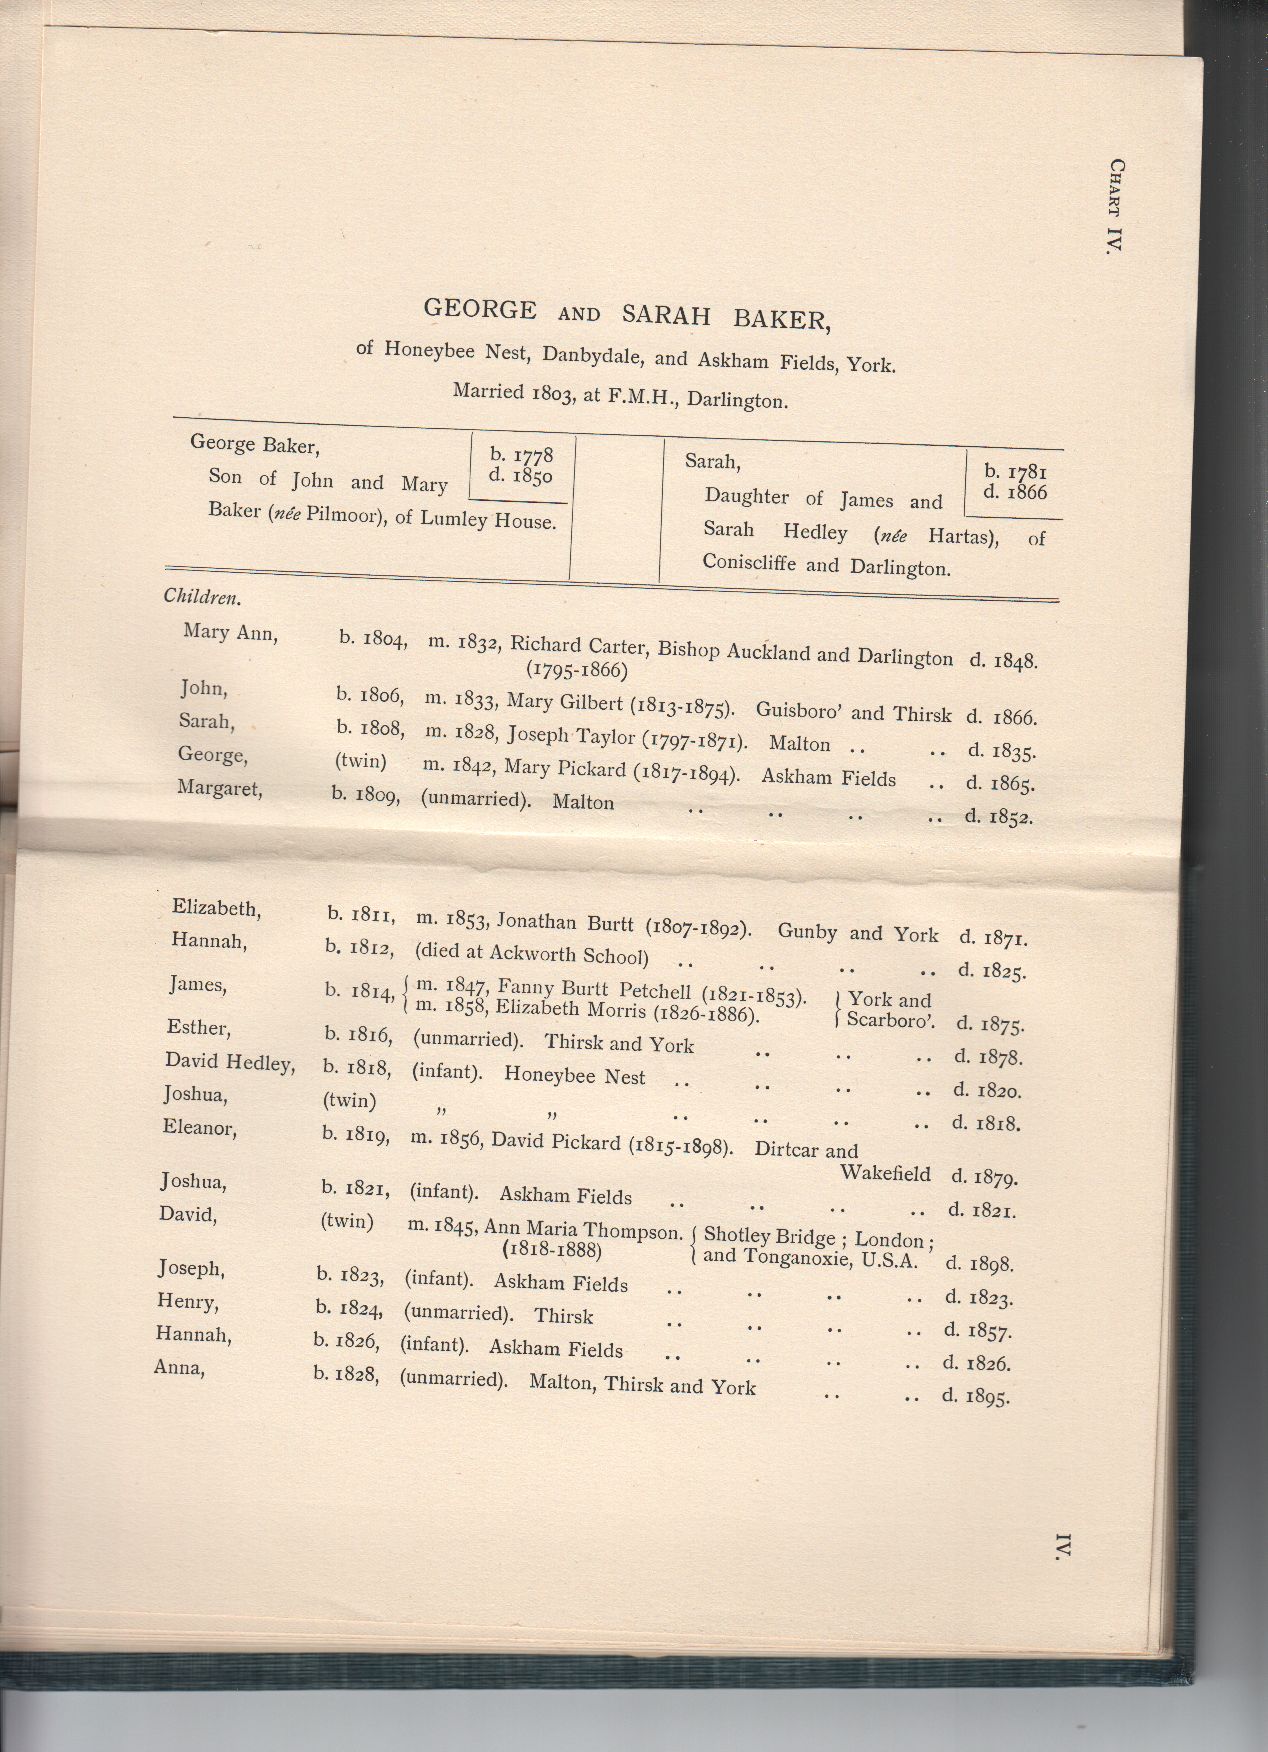 CHART IV.
GEORGE AND SARAH BAKER,
of Honeybee Nest, Danbydale, and Askham Fields, York.
Married 1803, at F.M.H., Darlington.
George Baker, b. 1778
Son of John and Mary d. 1850
Baker (née Pilmoor), of Lumley House.
Sarah, b. 1781
Daughter of James and d. 1866
Sarah Hedley (née Hartas), of
Coniscliffe and Darlington.
Children.
Mary Ann, b. 1804, m. 1832, Richard Carter, Bishop Auckland and Darlington d. 1848.
(1795-1866)
John, b. 1806, m. 1833, Mary Gilbert (1813-1875). Guisboro' and Thirsk d. 1866.
Sarah, b. 1808, m. 1828, Joseph Taylor (1797-1871). Malton .. .. d. 1835.
George, (twin) m. 1842, Mary Pickard (1817-1894). Askham Fields .. d. 1865.
Margaret, b. 1809, (unmarried). Malton .. .. .. .. d. 1852.
Elizabeth, b. 1811, m. 1853, Jonathan Burtt (1807-1892). Gunby and York d. 1871.
Hannah, b. 1812, (died at Ackworth School) .. .. .. .. d. 1825.
James, b. 1814, { m. 1847, Fanny Burtt Petchell (1821-1853). } York and
{ m. 1858, Elizabeth Morris (1826-1886). } Scarboro'. d. 1875.
Esther, b. 1816, (unmarried). Thirsk and York .. .. .. d. 1878.
David Hedley, b. 1818, (infant). Honeybee Nest .. .. .. .. d. 1820.
Joshua, (twin) „ „ .. .. .. .. d. 1818.
Eleanor, b. 1819, m. 1856, David Pickard (1815-1898). Dirtcar and
Wakefield d. 1879.
Joshua, b. 1821, (infant). Askham Fields .. .. .. .. d. 1821.
David, (twin) m. 1845, Ann Maria Thompson. { Shotley Bridge ; London ;
(1818-1888) { and Tonganoxie, U.S.A. d. 1898.
Joseph, b. 1823, (infant). Askham Fields .. .. .. .. d. 1823.
Henry, b. 1824, (unmarried). Thirsk .. .. .. .. d. 1857.
Hannah, b. 1826, (infant). Askham Fields .. .. .. .. d. 1826.
Anna, b. 1828, (unmarried). Malton, Thirsk and York .. .. d. 1895.
IV.